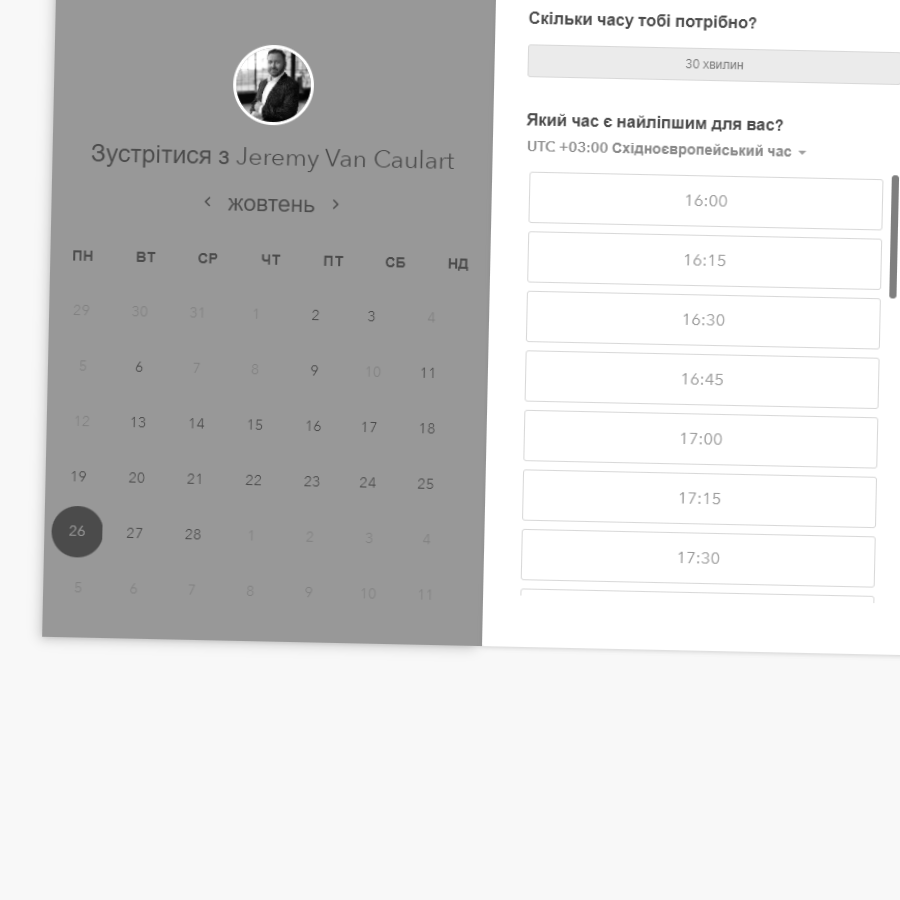 Зустрітися з Jeremy Van Caulart
‹ жовтень ›
ПН ВТ СР ЧТ ПТ СБ НД
29 30 31 1 2 3 4
5 6 7 8 9 10 11
12 13 14 15 16 17 18
19 20 21 22 23 24 25
26 27 28 1 2 3 4
5 6 7 8 9 10 11
Скільки часу тобі потрібно?
30 хвилин
Який час є найліпшим для вас?
UTC +03:00 Східноєвропейський час
16:00
16:15
16:30
16:45
17:00
17:15
17:30